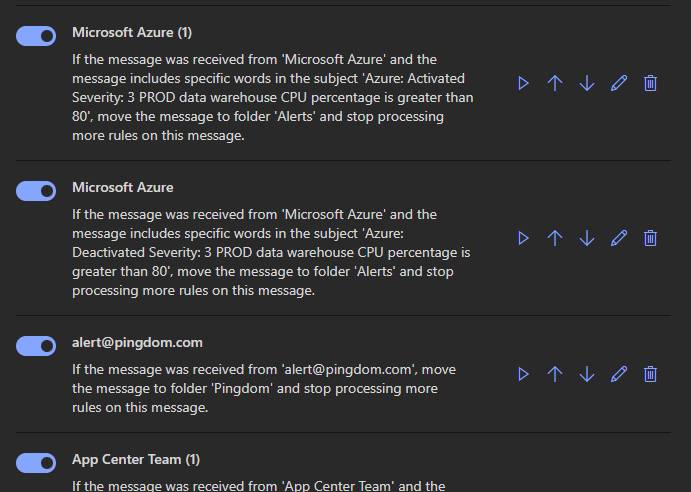 Microsoft Azure (1)
If the message was received from 'Microsoft Azure' and the
message includes specific words in the subject 'Azure: Activated
Severity: 3 PROD data warehouse CPU percentage is greater than
80', move the message to folder 'Alerts' and stop processing
more rules on this message.
Microsoft Azure
If the message was received from 'Microsoft Azure' and the
message includes specific words in the subject 'Azure:
Deactivated Severity: 3 PROD data warehouse CPU percentage is
greater than 80', move the message to folder 'Alerts' and stop
processing more rules on this message.
alert@pingdom.com
If the message was received from 'alert@pingdom.com', move
the message to folder 'Pingdom' and stop processing more
rules on this message.
App Center Team (1)
If the message was received from 'App Center Team' and the